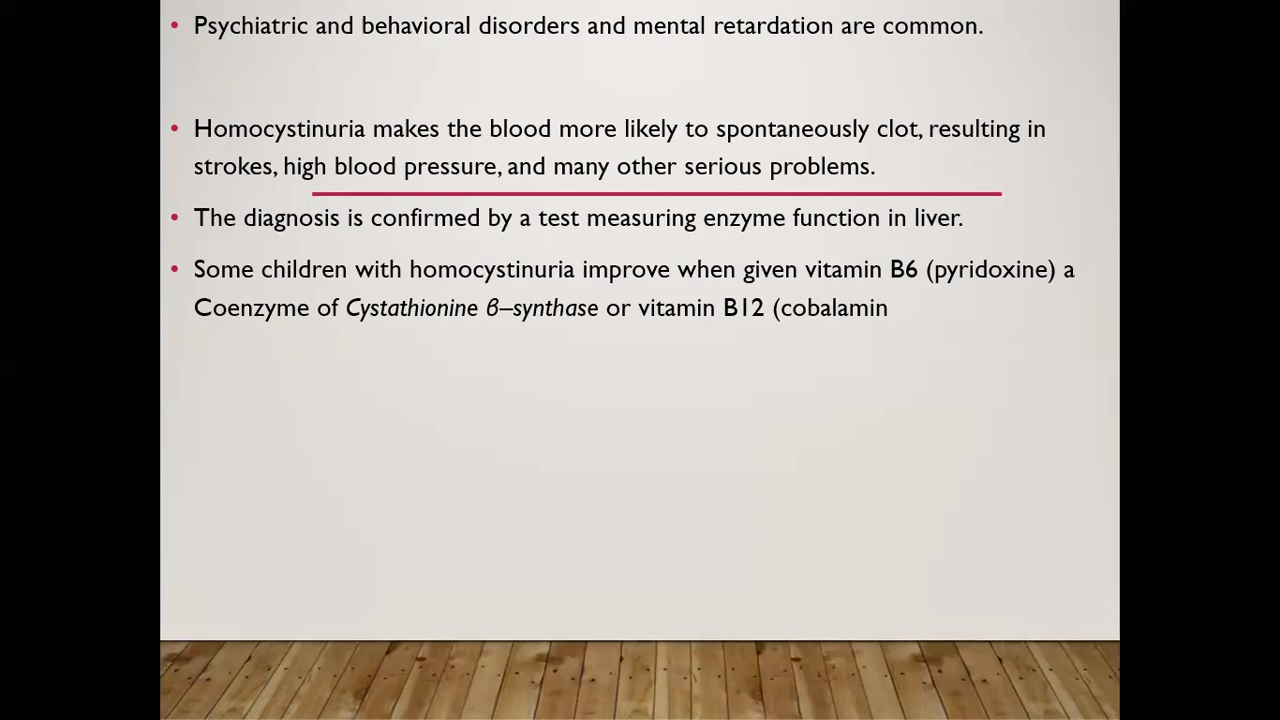 • Psychiatric and behavioral disorders and mental retardation are common.
• Homocystinuria makes the blood more likely to spontaneously clot, resulting in
strokes, high blood pressure, and many other serious problems.
• The diagnosis is confirmed by a test measuring enzyme function in liver.
• Some children with homocystinuria improve when given vitamin B6 (pyridoxine) a
Coenzyme of Cystathionine β–synthase or vitamin B12 (cobalamin